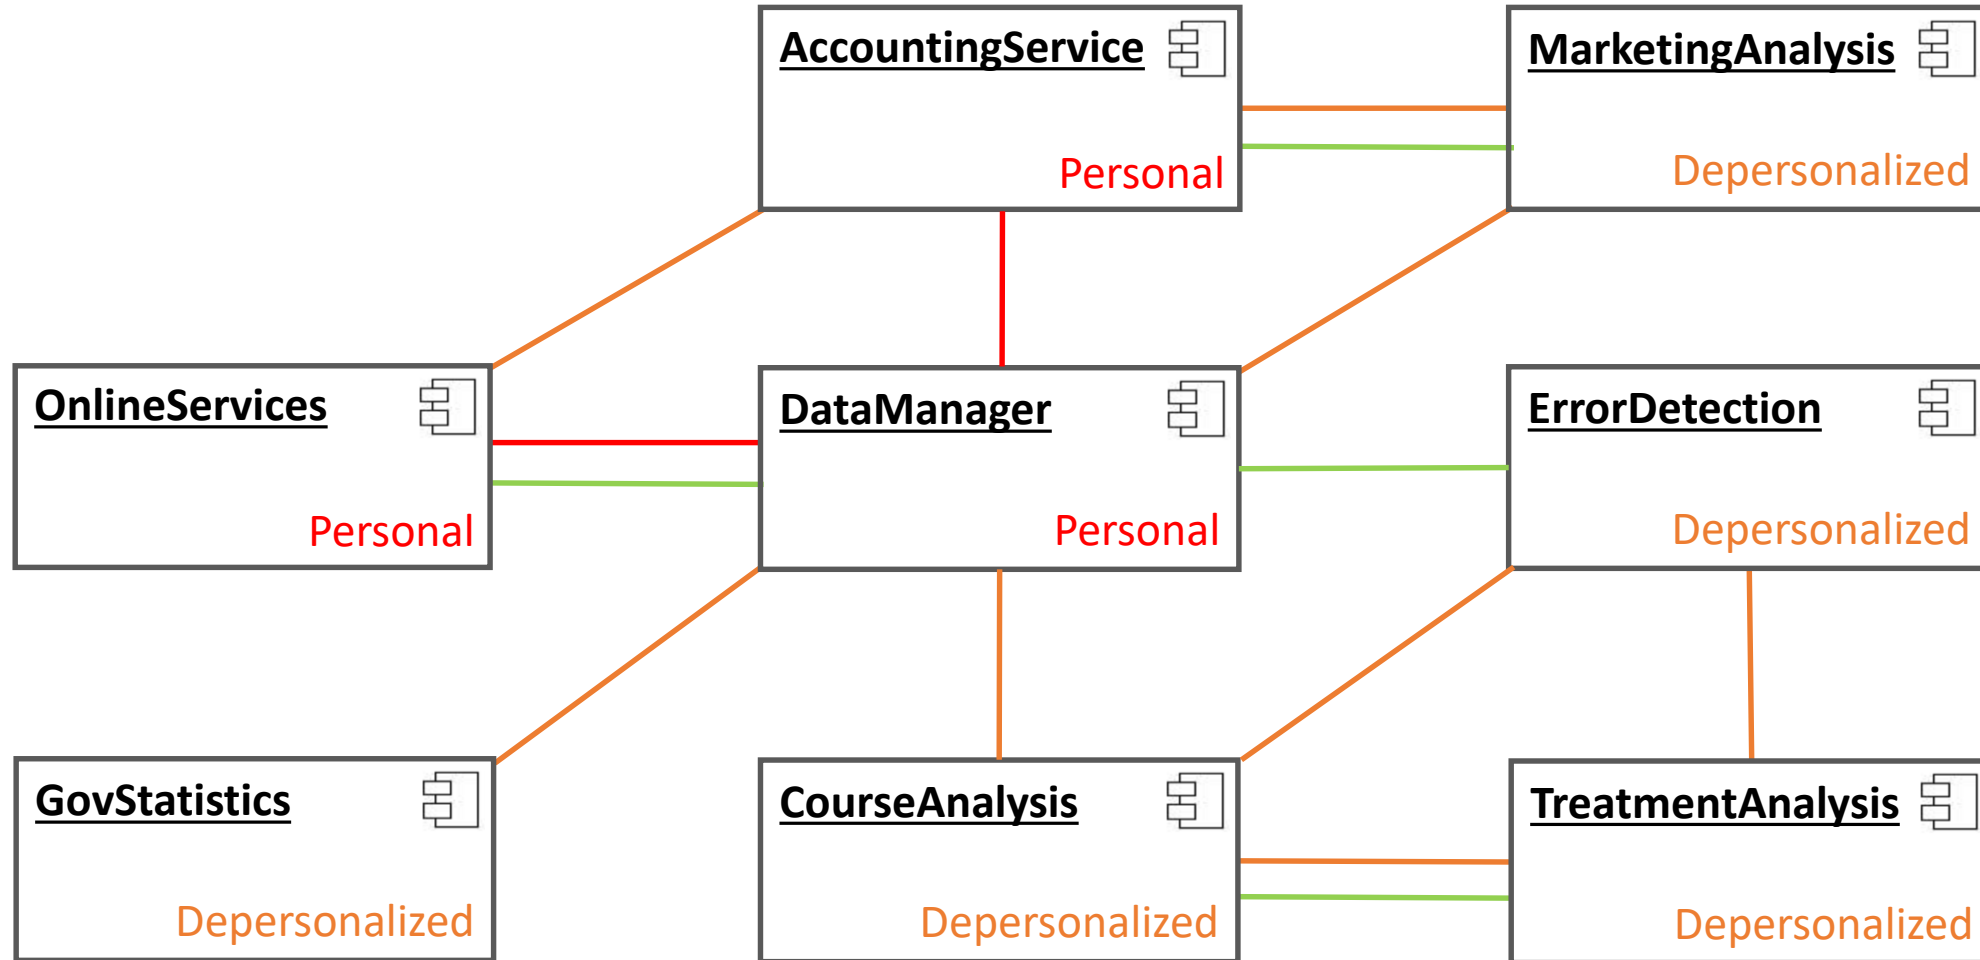 AccountingService
Personal
MarketingAnalysis
Depersonalized
OnlineServices
Personal
DataManager
Personal
ErrorDetection
Depersonalized
GovStatistics
Depersonalized
CourseAnalysis
Depersonalized
TreatmentAnalysis
Depersonalized